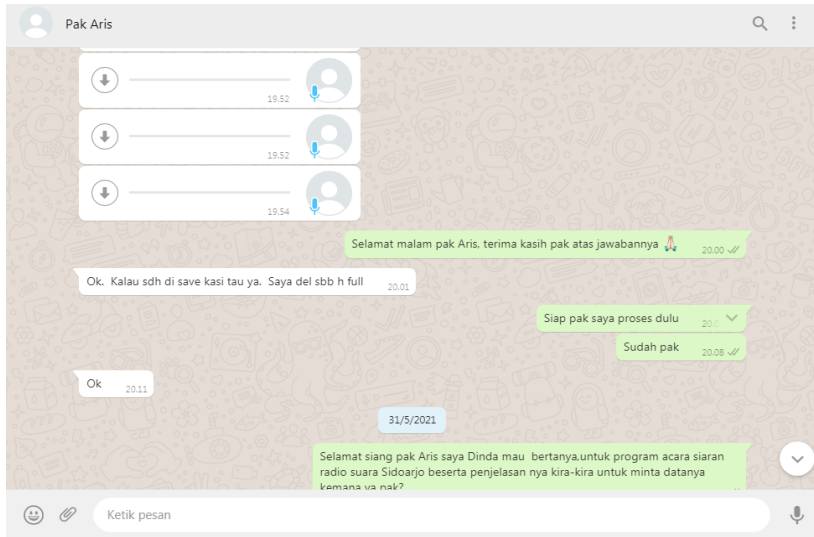 Pak Aris
19.52
19.52
19.54
Selamat malam pak Aris, terima kasih pak atas jawabannya 🙏🏻 20.00
Ok. Kalau sdh di save kasi tau ya. Saya del sbb h full 20.01
Siap pak saya proses dulu
Sudah pak 20.08
Ok 20.11
31/5/2021
Selamat siang pak Aris saya Dinda mau bertanya,untuk program acara siaran
radio suara Sidoarjo beserta penjelasan nya kira-kira untuk minta datanya
kemana ya pak?
Ketik pesan